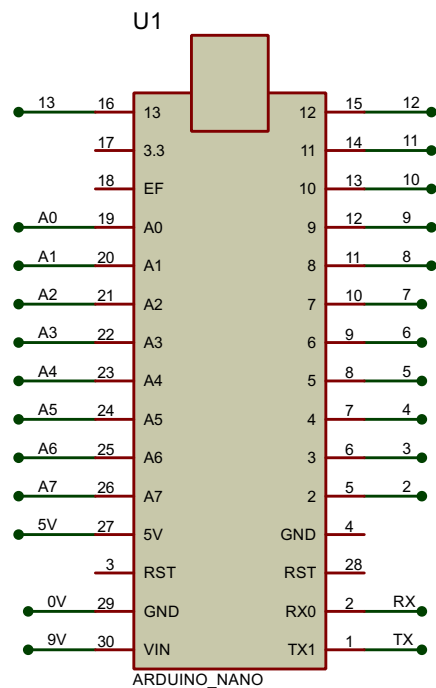 U1
13 16 13 12 15 12
17 3.3 11 14 11
18 EF 10 13 10
A0 19 A0 9 12 9
A1 20 A1 8 11 8
A2 21 A2 7 10 7
A3 22 A3 6 9 6
A4 23 A4 5 8 5
A5 24 A5 4 7 4
A6 25 A6 3 6 3
A7 26 A7 2 5 2
5V 27 5V GND 4
3 RST RST 28
0V 29 GND RX0 2 RX
9V 30 VIN TX1 1 TX
ARDUINO_NANO